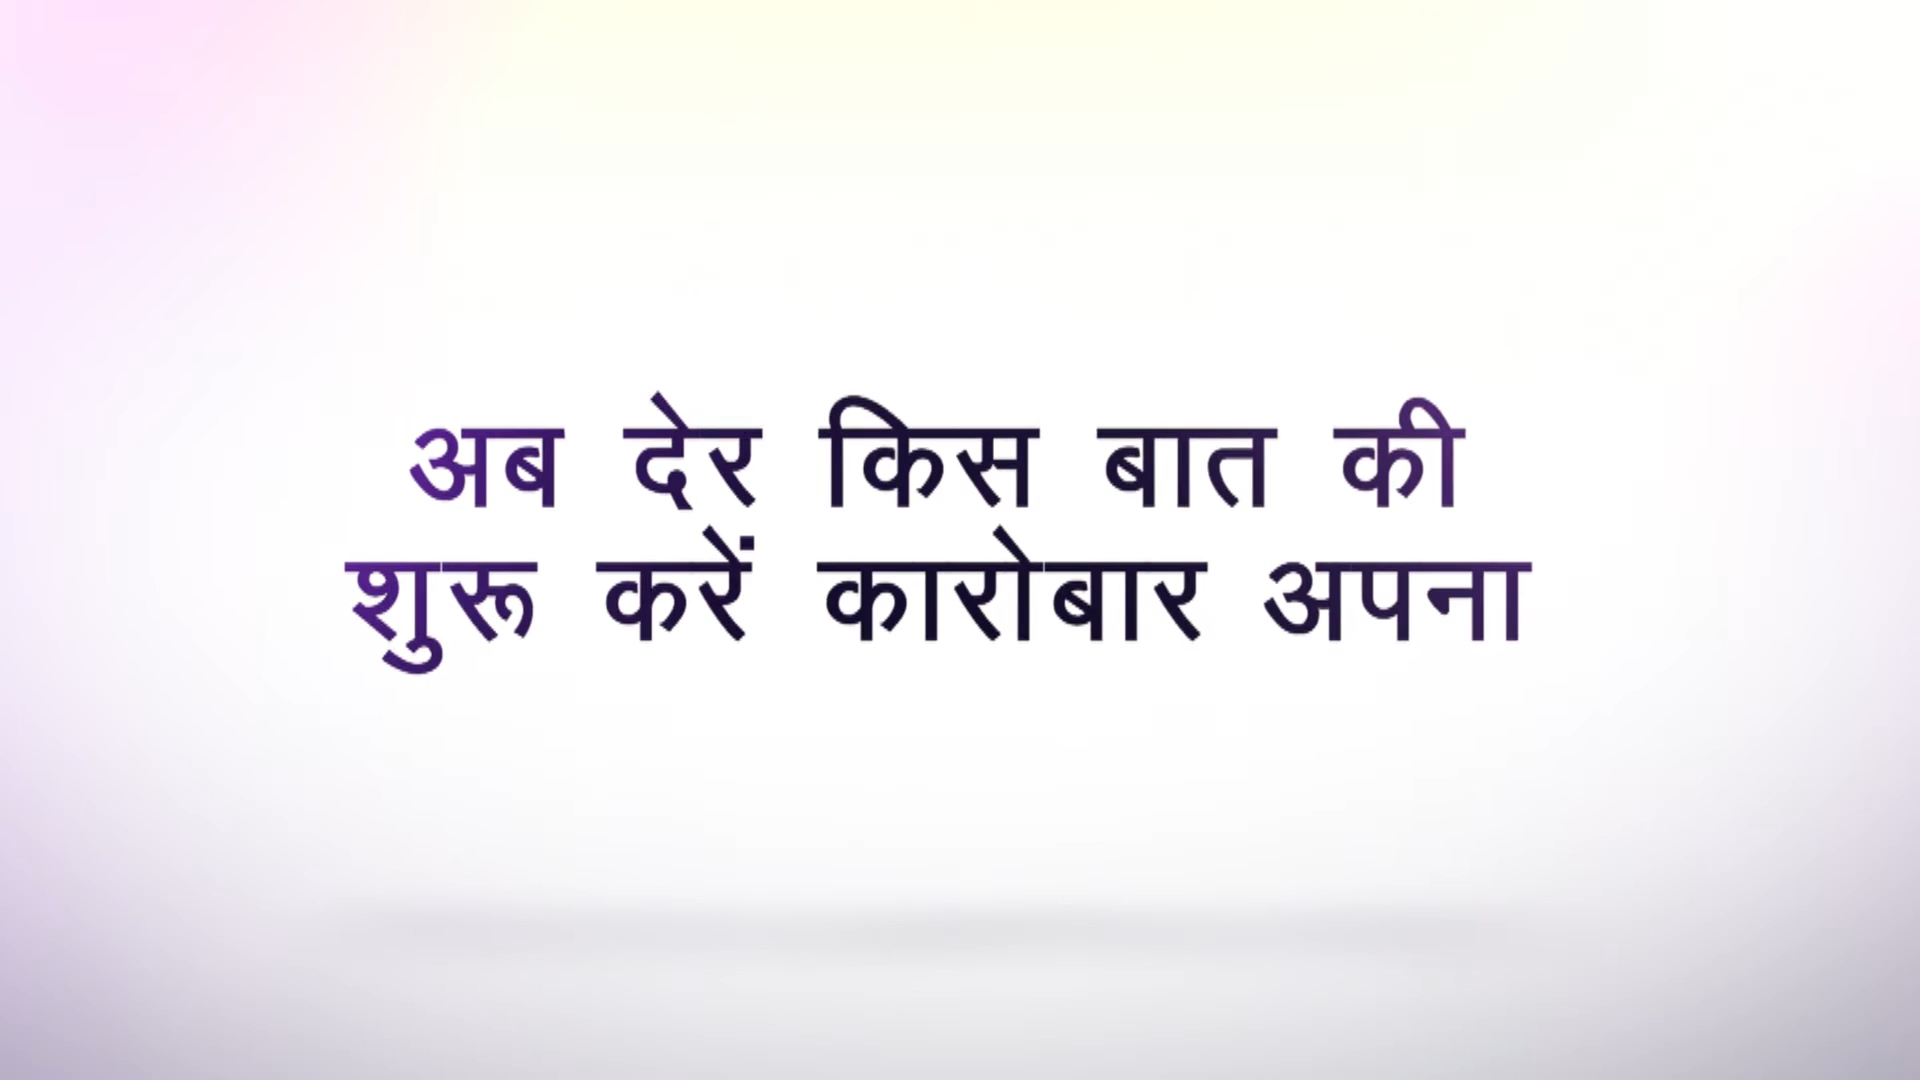 अब देर किस बात की
शुरू करें कारोबार अपना